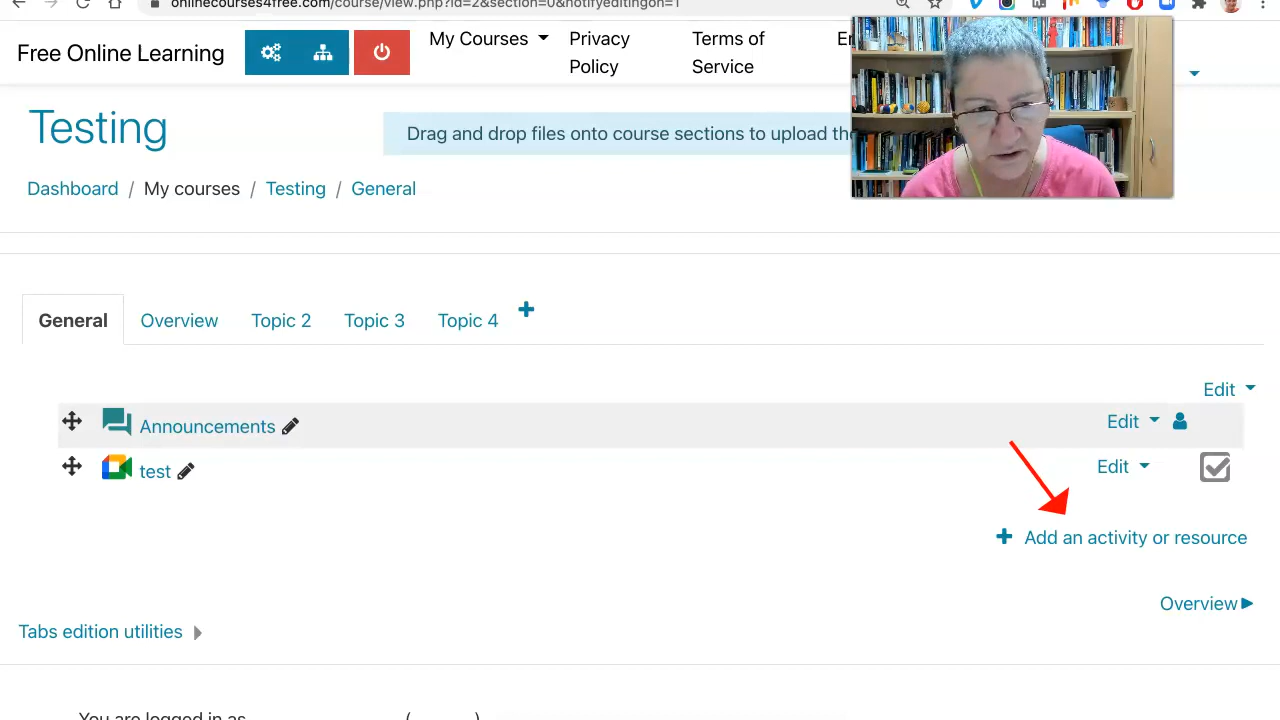 onlinecourses4free.com/course/view.php?id=2&section=0&notifyeditingon=1
Free Online Learning
My Courses
Privacy
Policy
Terms of
Service
Testing
Drag and drop files onto course sections to upload
Dashboard / My courses / Testing / General
General Overview Topic 2 Topic 3 Topic 4
Edit
Announcements Edit
test Edit
Add an activity or resource
Overview
Tabs edition utilities
You are logged in as